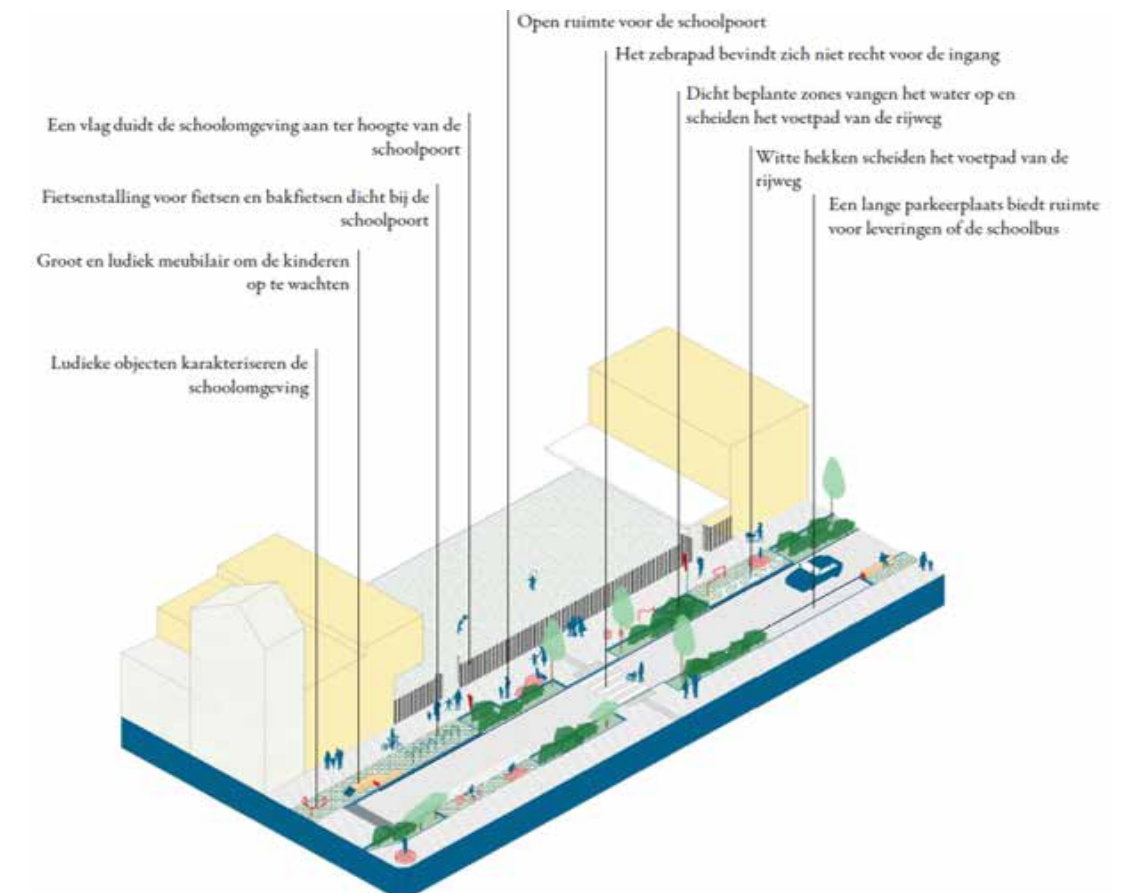 Open ruimte voor de schoolpoort
Het zebrapad bevindt zich niet recht voor de ingang
Dicht beplante zones vangen het water op en
scheiden het voetpad van de rijweg
Een vlag duidt de schoolomgeving aan ter hoogte van de
schoolpoort
Witte hekken scheiden het voetpad van de
rijweg
Fietsenstalling voor fietsen en bakfietsen dicht bij de
schoolpoort
Een lange parkeerplaats biedt ruimte
voor leveringen of de schoolbus
Groot en ludiek meubilair om de kinderen
op te wachten
Ludieke objecten karakteriseren de
schoolomgeving